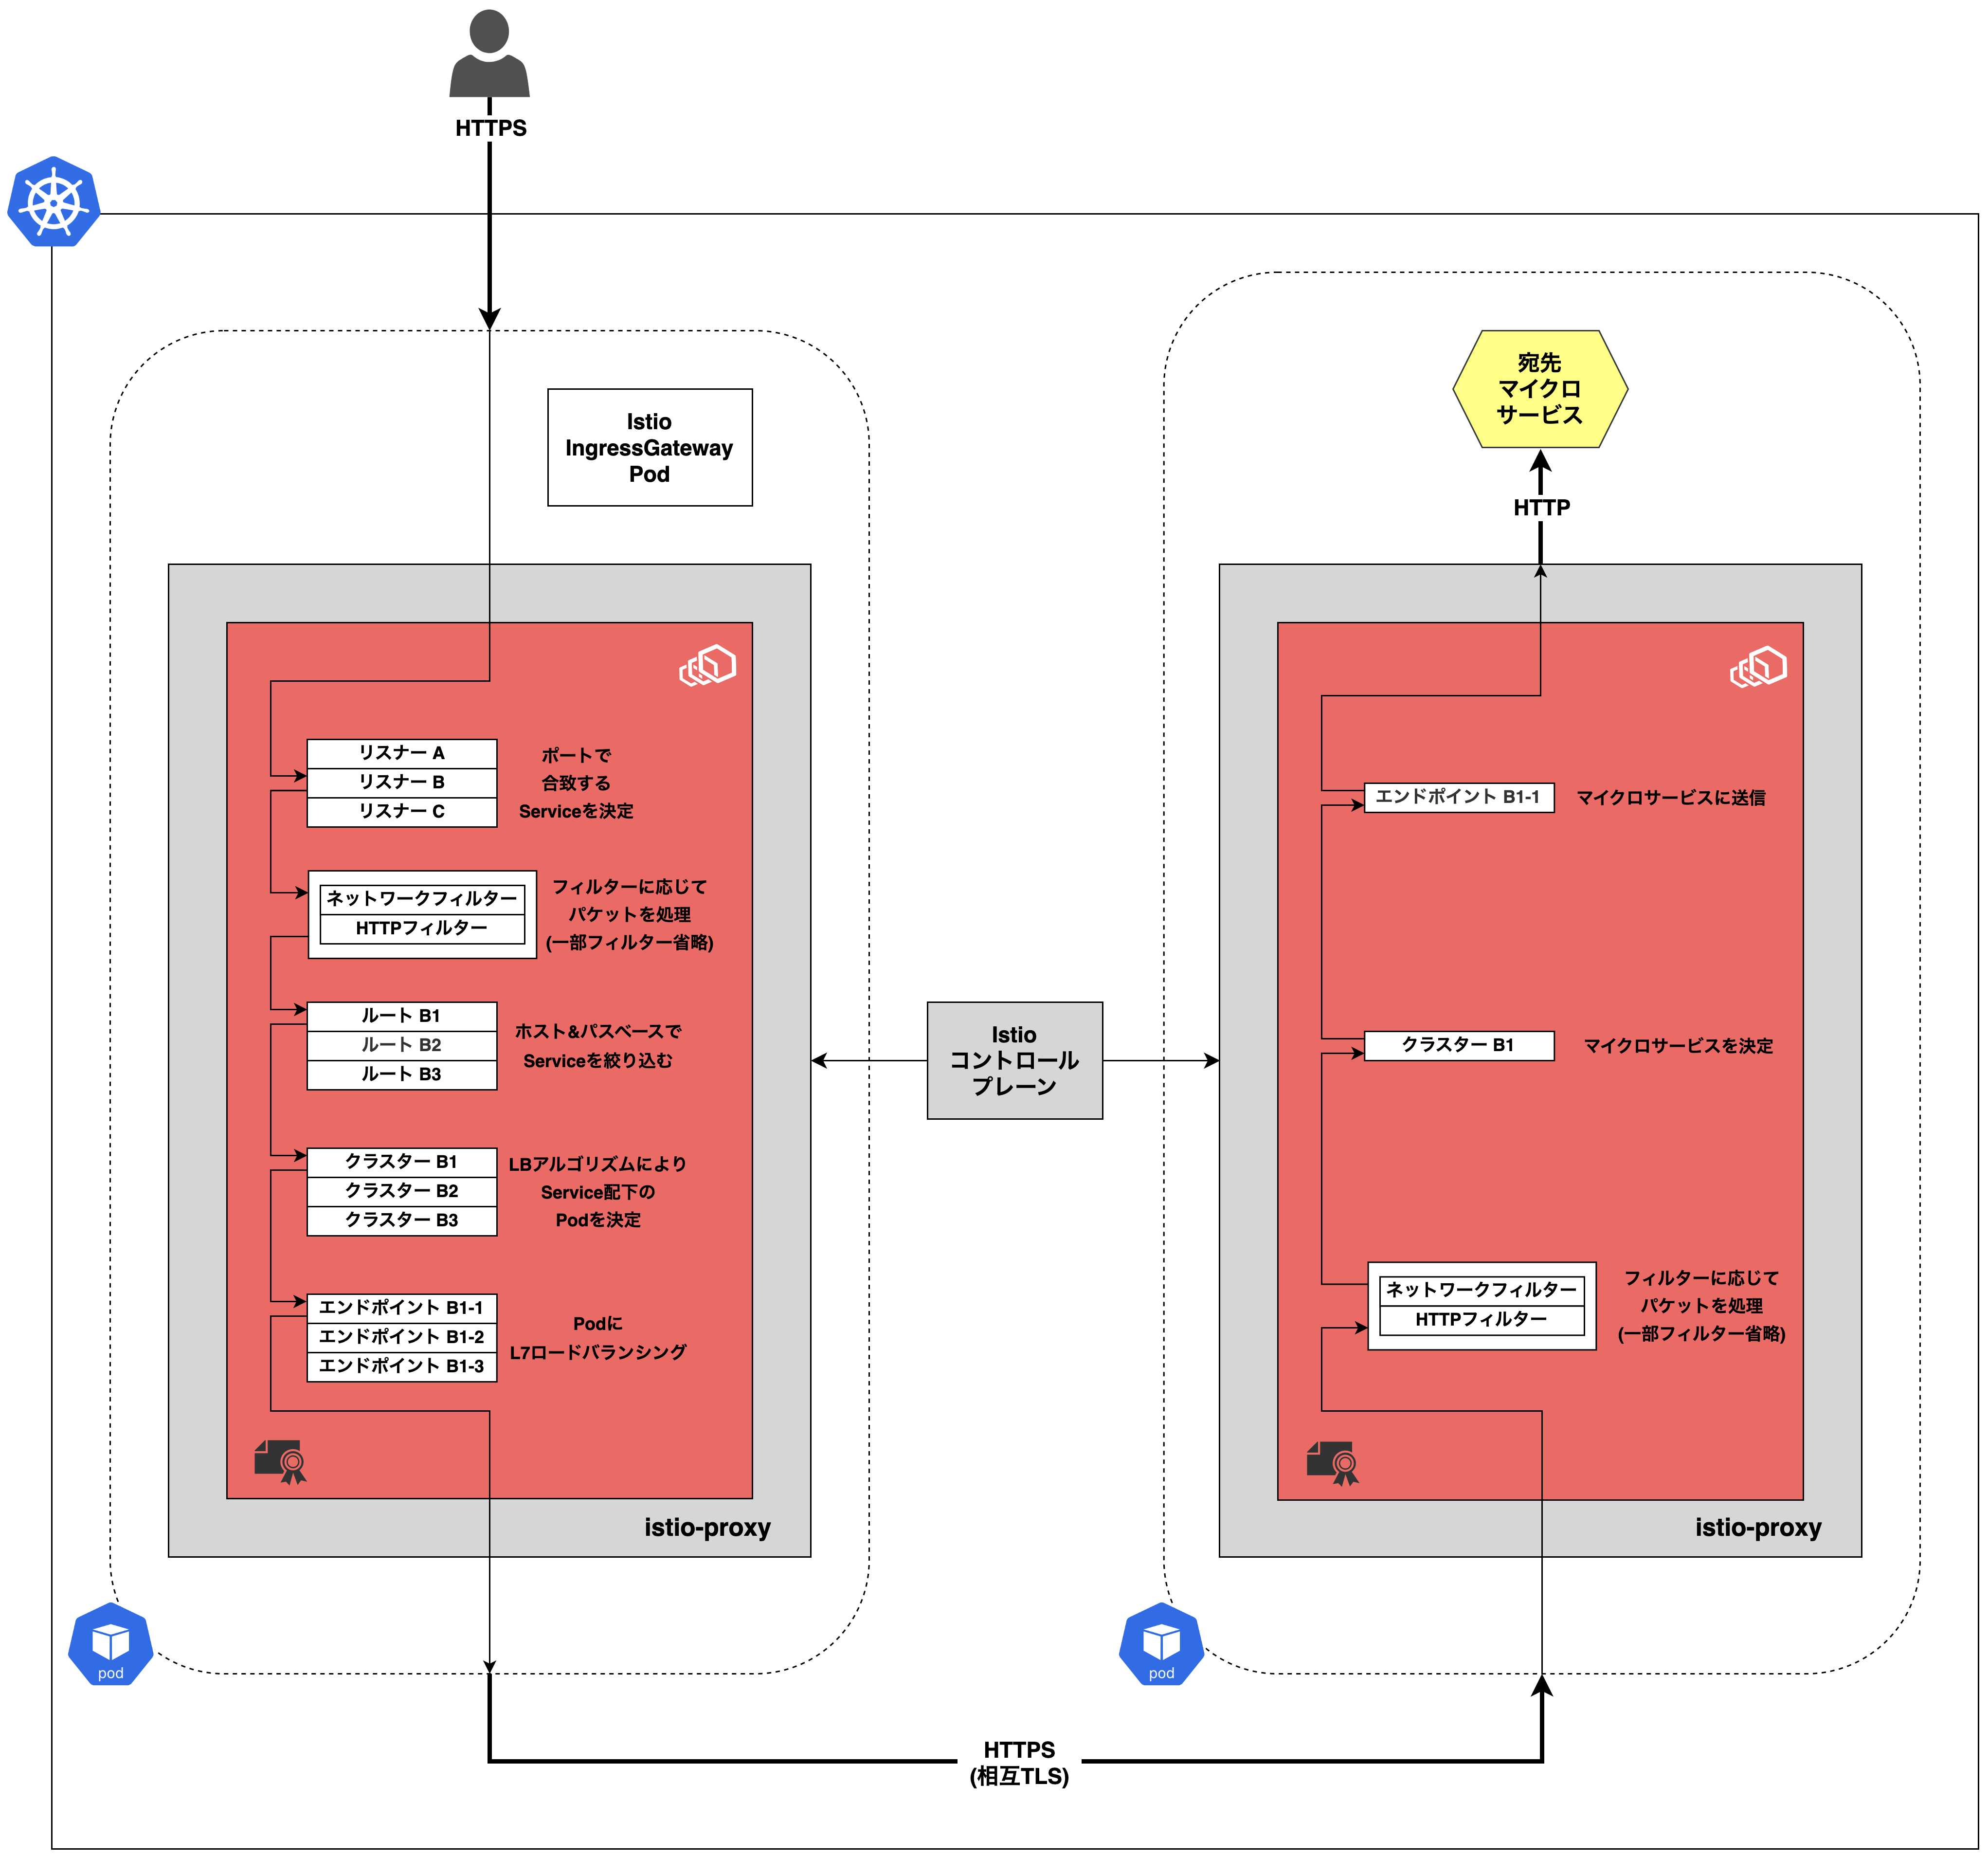 HTTPS
Istio
IngressGateway
Pod
リスナー A
リスナー B
リスナー C
ポートで
合致する
Serviceを決定
ネットワークフィルター
HTTPフィルター
フィルターに応じて
パケットを処理
(一部フィルター省略)
ルート B1
ルート B2
ルート B3
ホスト&パスベースで
Serviceを絞り込む
クラスター B1
クラスター B2
クラスター B3
LBアルゴリズムにより
Service配下の
Podを決定
エンドポイント B1-1
エンドポイント B1-2
エンドポイント B1-3
Podに
L7ロードバランシング
istio-proxy
pod
Istio
コントロール
プレーン
HTTPS
(相互TLS)
宛先
マイクロ
サービス
HTTP
エンドポイント B1-1
マイクロサービスに送信
クラスター B1
マイクロサービスを決定
ネットワークフィルター
HTTPフィルター
フィルターに応じて
パケットを処理
(一部フィルター省略)
istio-proxy
pod